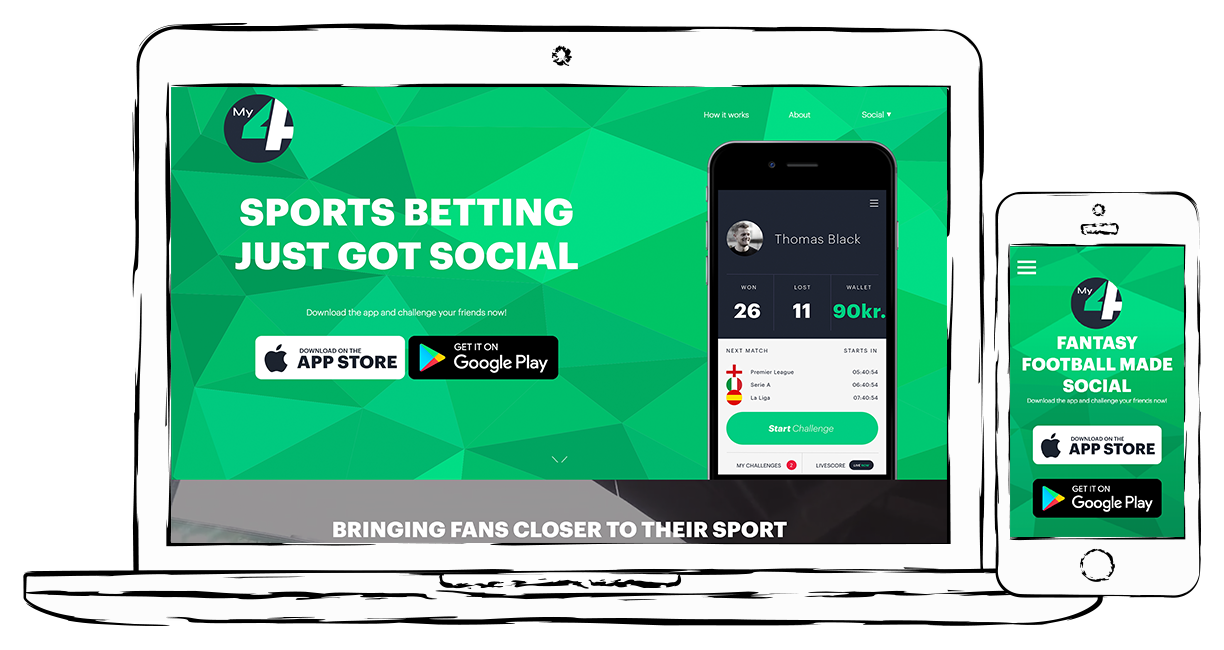 My
4
How it works
About
Social ▼
SPORTS BETTING
JUST GOT SOCIAL
Download the app and challenge your friends now!
DOWNLOAD ON THE
APP STORE
GET IT ON
Google Play
Thomas Black
WON LOST WALLET
26 11 90kr.
NEXT MATCH STARTS IN
Premier League 05:40:54
Serie A 06:40:54
La Liga 07:40:54
Start Challenge
MY CHALLENGES 2 LIVESCORE LIVE NOW
BRINGING FANS CLOSER TO THEIR SPORT
My
4
FANTASY
FOOTBALL MADE
SOCIAL
Download the app and challenge your friends now!
DOWNLOAD ON THE
APP STORE
GET IT ON
Google Play